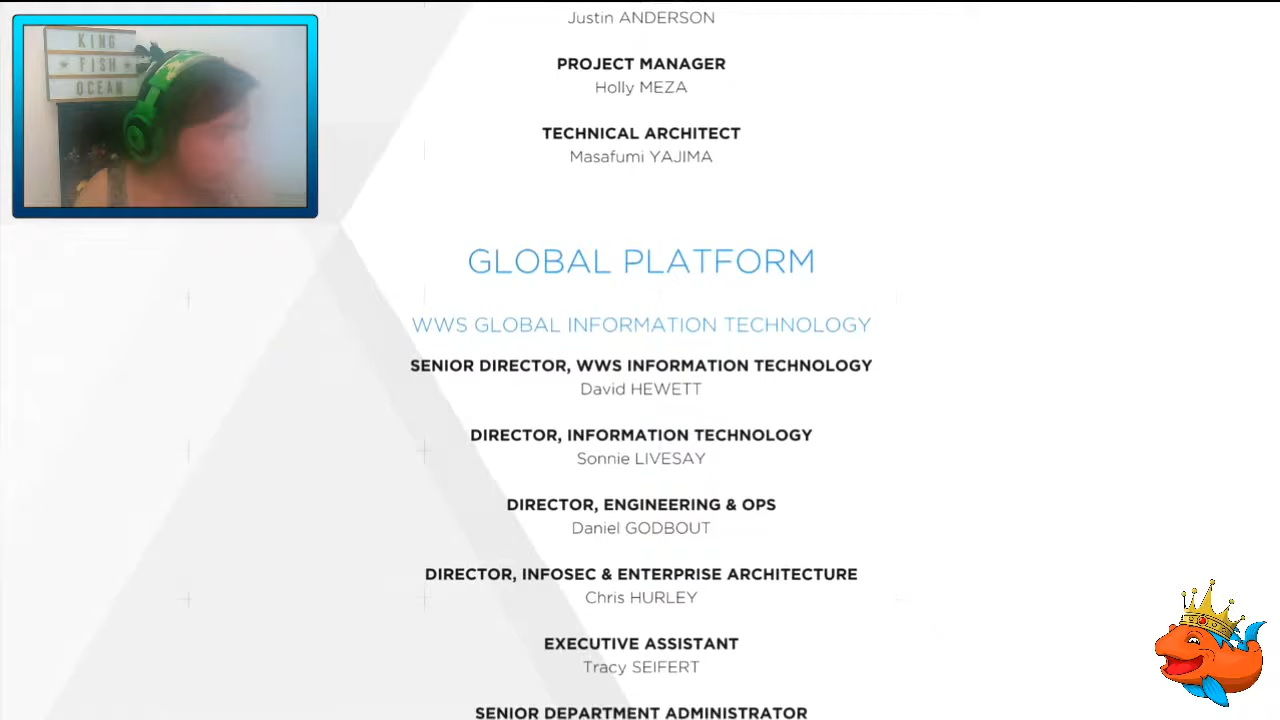 KING
FISH
OCEAN
Justin ANDERSON
PROJECT MANAGER
Holly MEZA
TECHNICAL ARCHITECT
Masafumi YAJIMA
GLOBAL PLATFORM
WWS GLOBAL INFORMATION TECHNOLOGY
SENIOR DIRECTOR, WWS INFORMATION TECHNOLOGY
David HEWETT
DIRECTOR, INFORMATION TECHNOLOGY
Sonnie LIVESAY
DIRECTOR, ENGINEERING & OPS
Daniel GODBOUT
DIRECTOR, INFOSEC & ENTERPRISE ARCHITECTURE
Chris HURLEY
EXECUTIVE ASSISTANT
Tracy SEIFERT
SENIOR DEPARTMENT ADMINISTRATOR